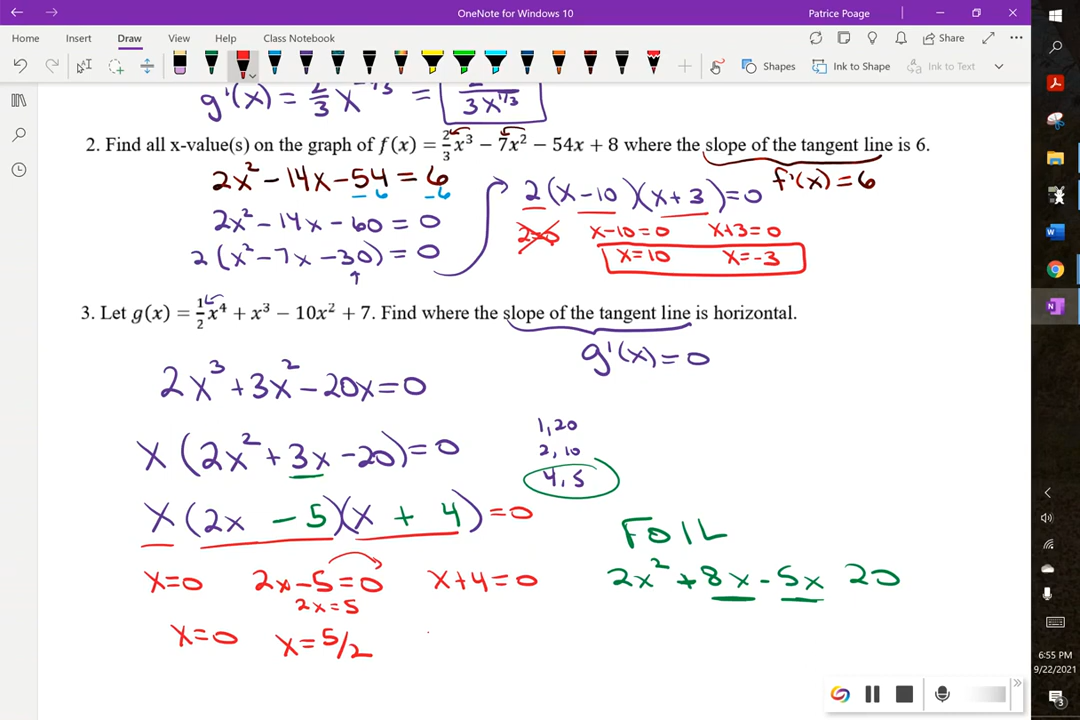 OneNote for Windows 10
Patrice Poage
Home Insert Draw View Help Class Notebook
Share
Shapes Ink to Shape Ink to Text
g'(x) = 2/3 x^-1/3 = 2/3x^1/3
2. Find all x-value(s) on the graph of f(x) = 2/3x³ − 7x² − 54x + 8 where the slope of the tangent line is 6.
2x² - 14x - 54 = 6
f'(x) = 6
-6 -6
2x² - 14x - 60 = 0
2(x² - 7x - 30) = 0
2(x-10)(x+3) = 0
2=0 x-10=0 x+3=0
x=10 x=-3
3. Let g(x) = 1/2x⁴ + x³ − 10x² + 7. Find where the slope of the tangent line is horizontal.
g'(x) = 0
2x³ + 3x² - 20x = 0
x(2x² + 3x - 20) = 0
1, 20
2, 10
4, 5
x(2x - 5)(x + 4) = 0
x=0 2x-5=0 x+4=0
2x=5
x=0 x=5/2
FOIL
2x² + 8x - 5x 20
6:55 PM
9/22/2021
3